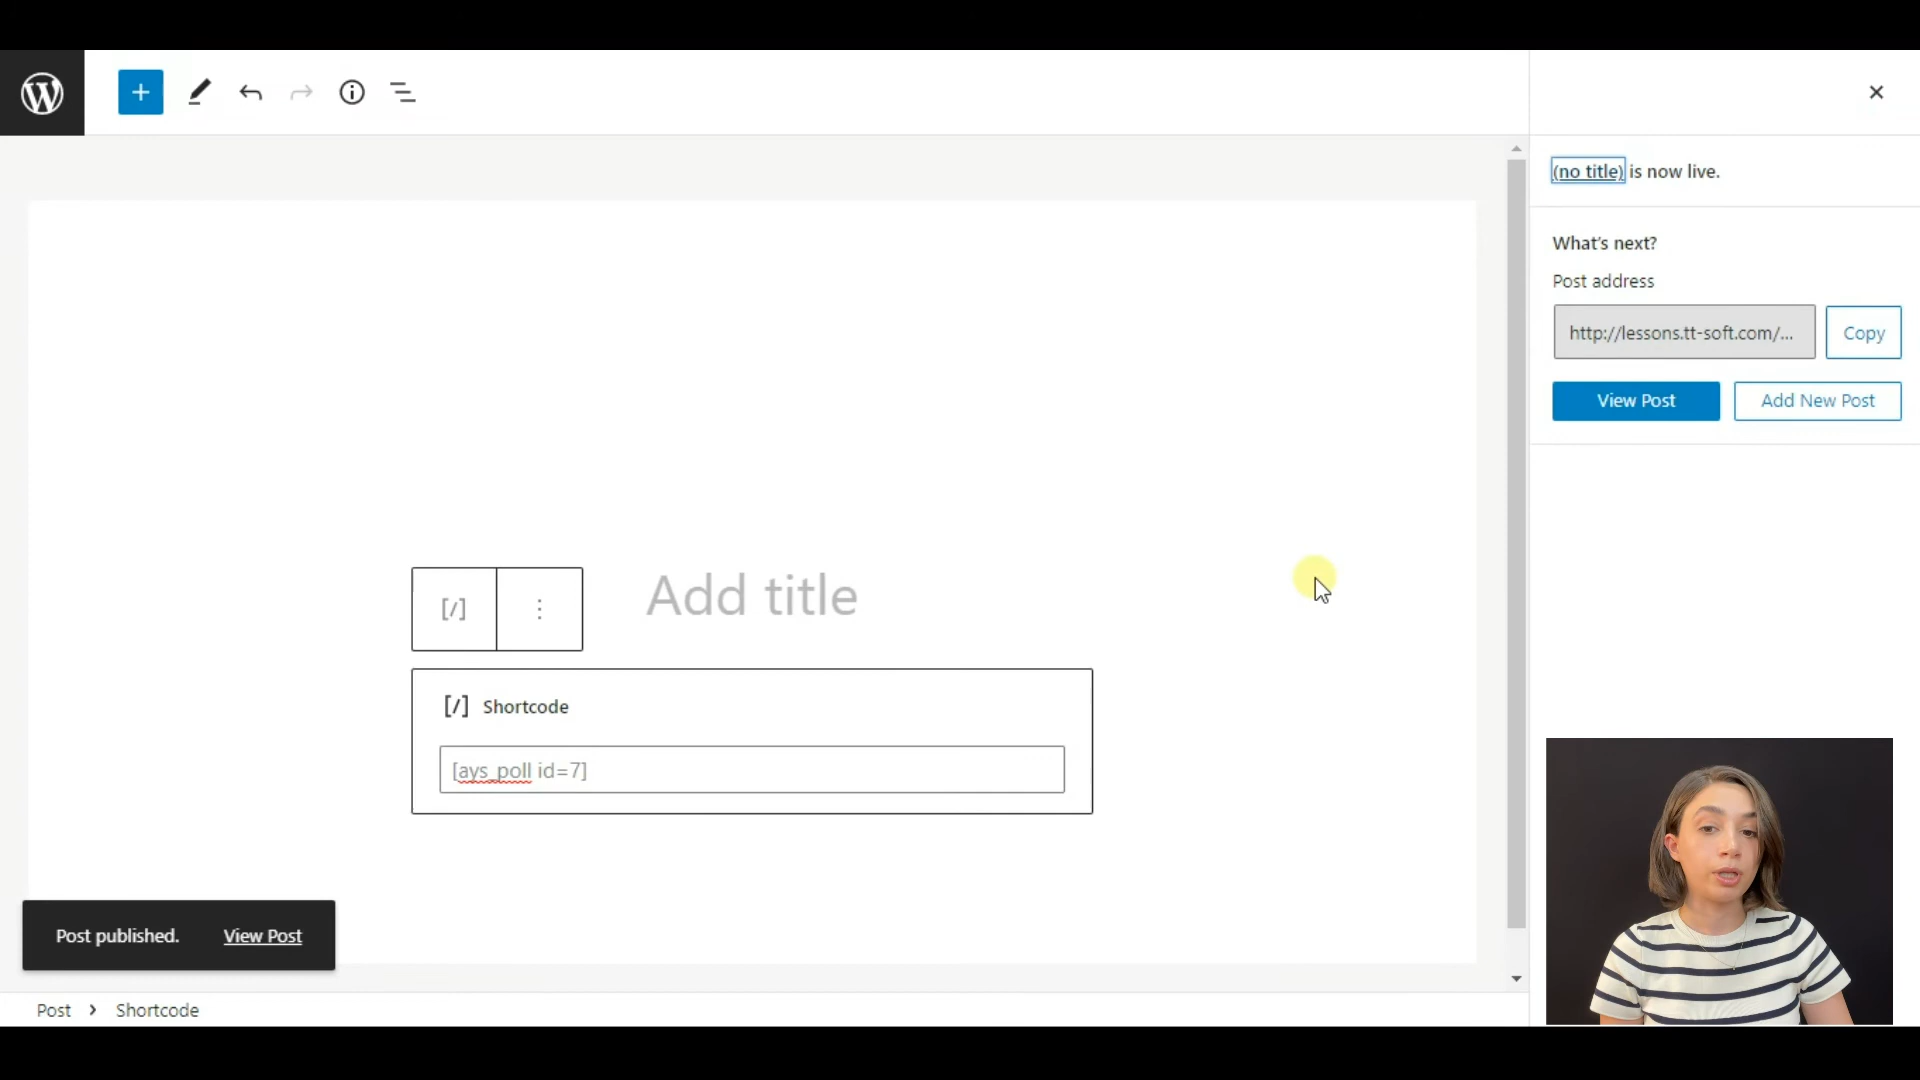 (no title) is now live.
What's next?
Post address
http://lessons.tt-soft.com/...
Copy
View Post
Add New Post
Add title
[/]
[/] Shortcode
[ays_poll id=7]
Post published. View Post
Post > Shortcode